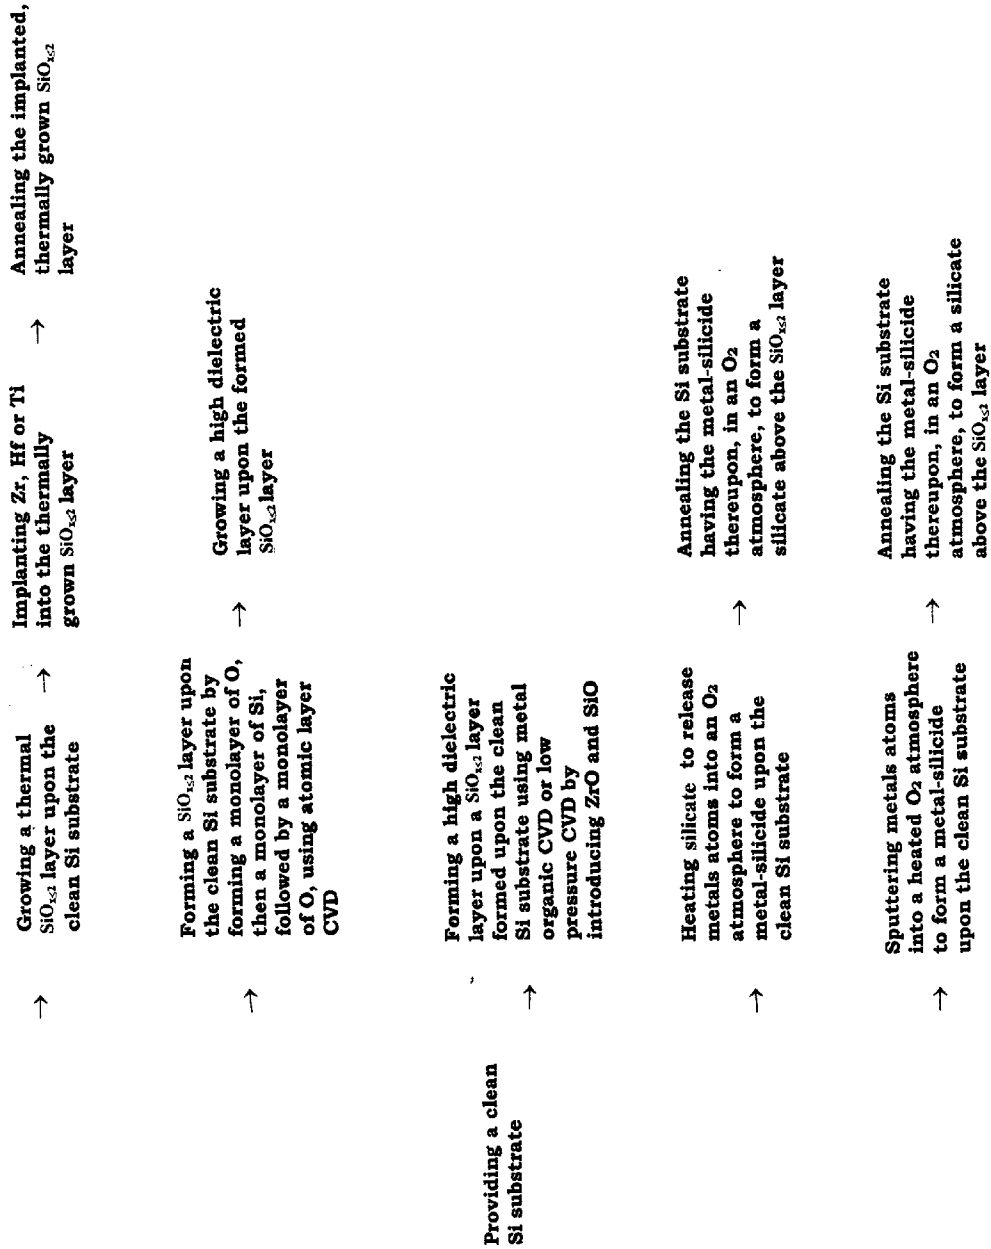 Providing a clean
Si substrate
→
Growing a thermal
SiOx≤2 layer upon the
clean Si substrate
→
Implanting Zr, Hf or Ti
into the thermally
grown SiOx≤2 layer
→
Annealing the implanted,
thermally grown SiOx≤2
layer
→
Forming a SiOx≤2 layer upon
the clean Si substrate by
forming a monolayer of O,
then a monolayer of Si,
followed by a monolayer
of O, using atomic layer
CVD
→
Growing a high dielectric
layer upon the formed
SiOx≤2 layer
→
Forming a high dielectric
layer upon a SiOx≤2 layer
formed upon the clean
Si substrate using metal
organic CVD or low
pressure CVD by
introducing ZrO and SiO
→
Heating silicate to release
metals atoms into an O2
atmosphere to form a
metal-silicide upon the
clean Si substrate
→
Annealing the Si substrate
having the metal-silicide
thereupon, in an O2
atmosphere, to form a
silicate above the SiOx≤2 layer
→
Sputtering metals atoms
into a heated O2 atmosphere
to form a metal-silicide
upon the clean Si substrate
→
Annealing the Si substrate
having the metal-silicide
thereupon, in an O2
atmosphere, to form a silicate
above the SiOx≤2 layer